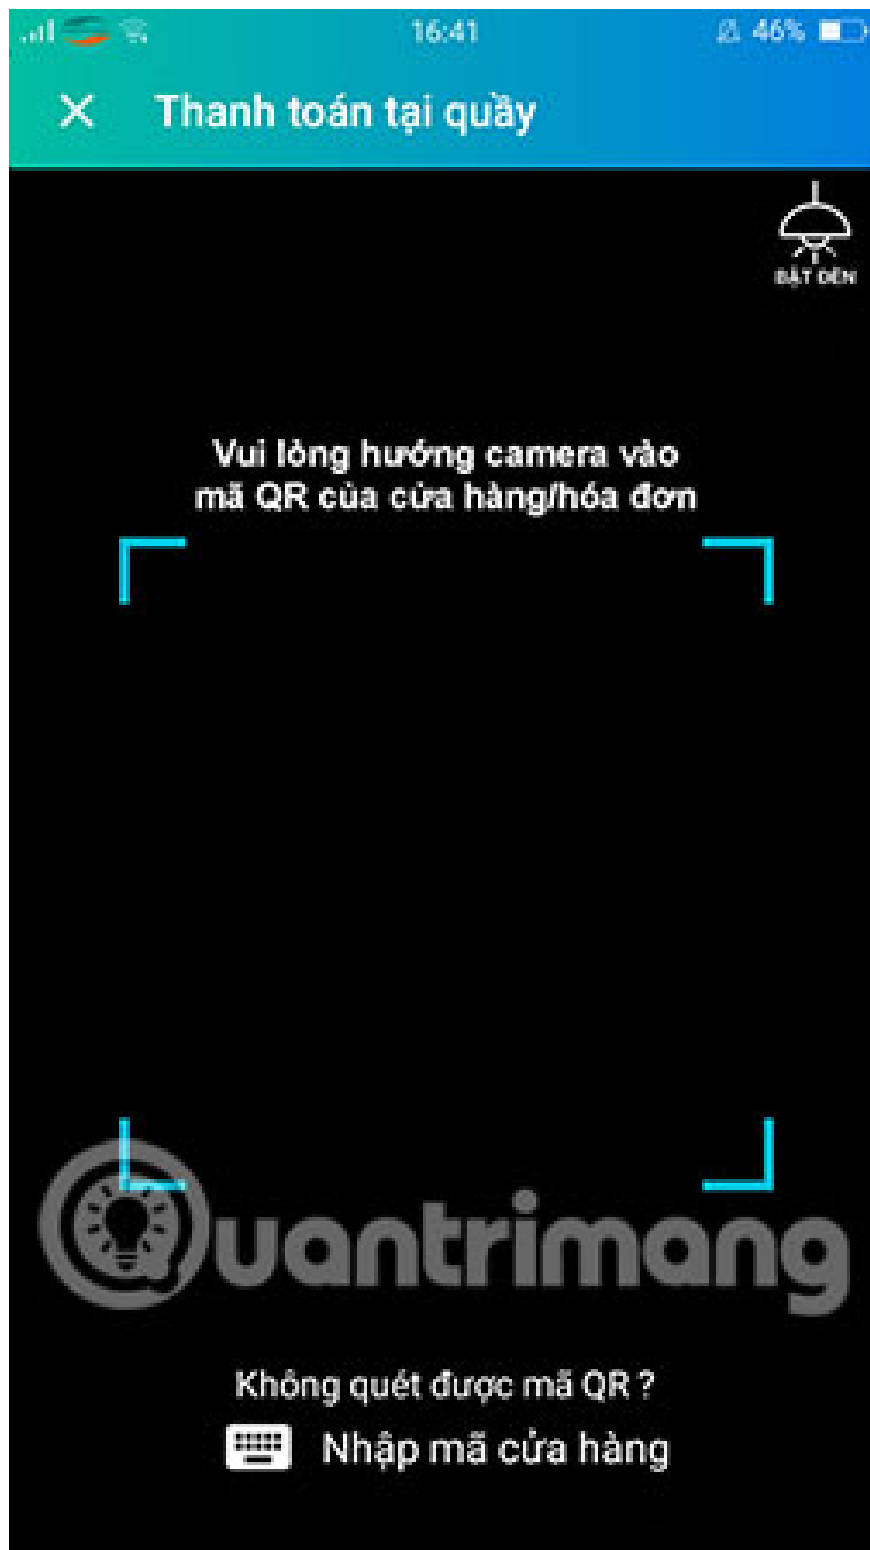 16:41
46%
Thanh toán tại quầy
BẬT ĐÈN
Vui lòng hướng camera vào
mã QR của cửa hàng/hóa đơn
Quantrimang
Không quét được mã QR ?
Nhập mã cửa hàng